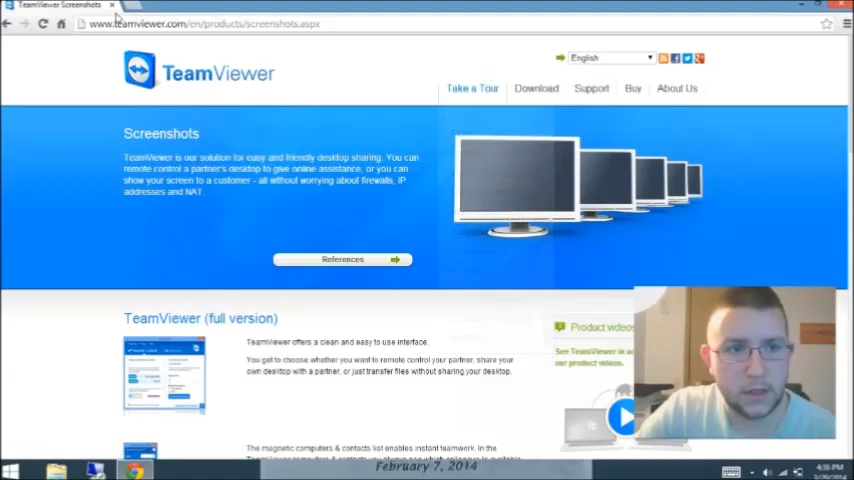 TeamViewer Screenshots
www.teamviewer.com/en/products/screenshots.aspx
TeamViewer
English
Take a Tour Download Support Buy About Us
Screenshots
TeamViewer is our solution for easy and friendly desktop sharing. You can
remote control a partner's desktop to give online assistance, or you can
show your screen to a customer - all without worrying about firewalls, IP
addresses and NAT.
References
TeamViewer (full version)
TeamViewer offers a clean and easy to use interface.
You get to choose whether you want to remote control your partner, share your
own desktop with a partner, or just transfer files without sharing your desktop.
Product videos
See TeamViewer in
our product videos.
The magnetic computers & contacts list enables instant teamwork. In the
February 7, 2014
4:36 PM
3/29/2014